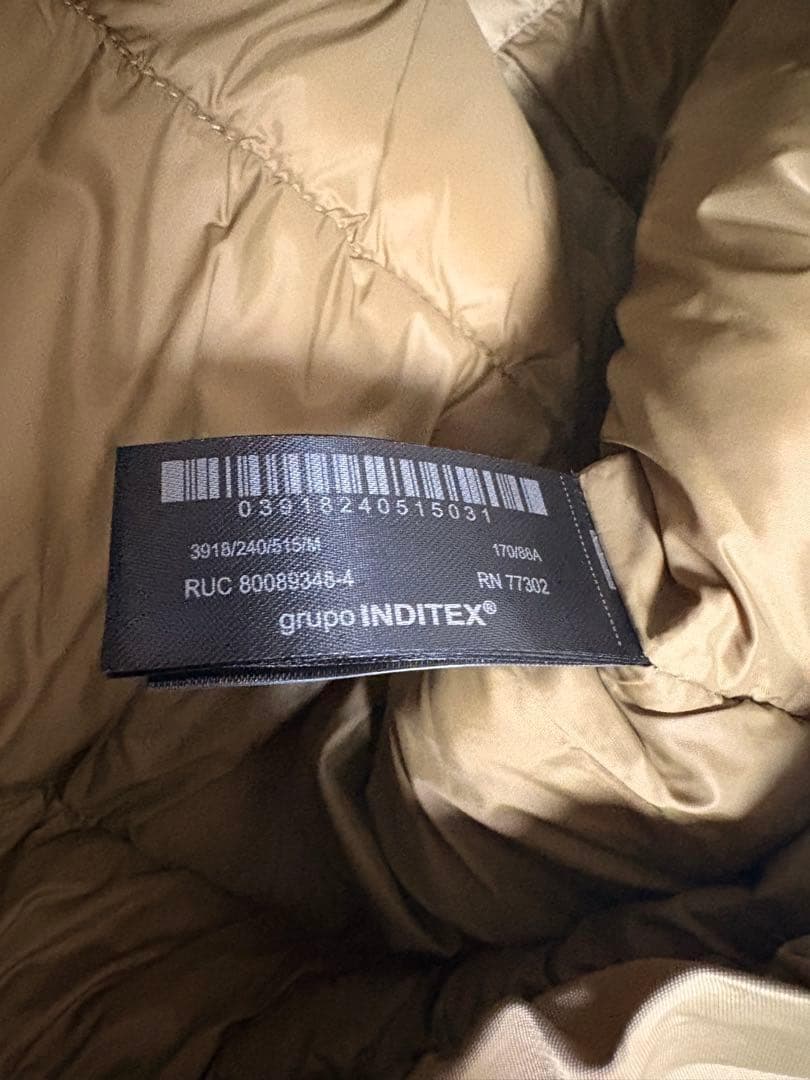 03918240515031
3918/240/515/M 170/88A
RUC 80089348-4 RN 77302
grupo INDITEX®